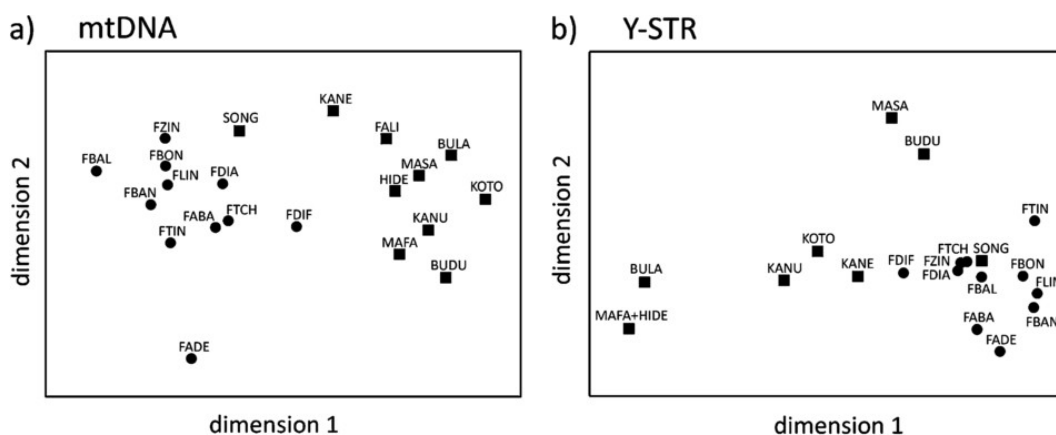 a) mtDNA
KANE
SONG
FZIN
FALI
BULA
FBON
FBAL
FLIN
FDIA
MASA
HIDE
KOTO
FBAN
FTCH
FABA
FDIF
KANU
FTIN
MAFA
BUDU
FADE
dimension 2
dimension 1
b) Y-STR
MASA
BUDU
FTIN
KOTO
FTCH SONG
FZIN
FDIF
KANE
KANU
BULA
FDIA
FBON
FBAL
FLIN
MAFA+HIDE
FABA
FBAN
FADE
dimension 2
dimension 1